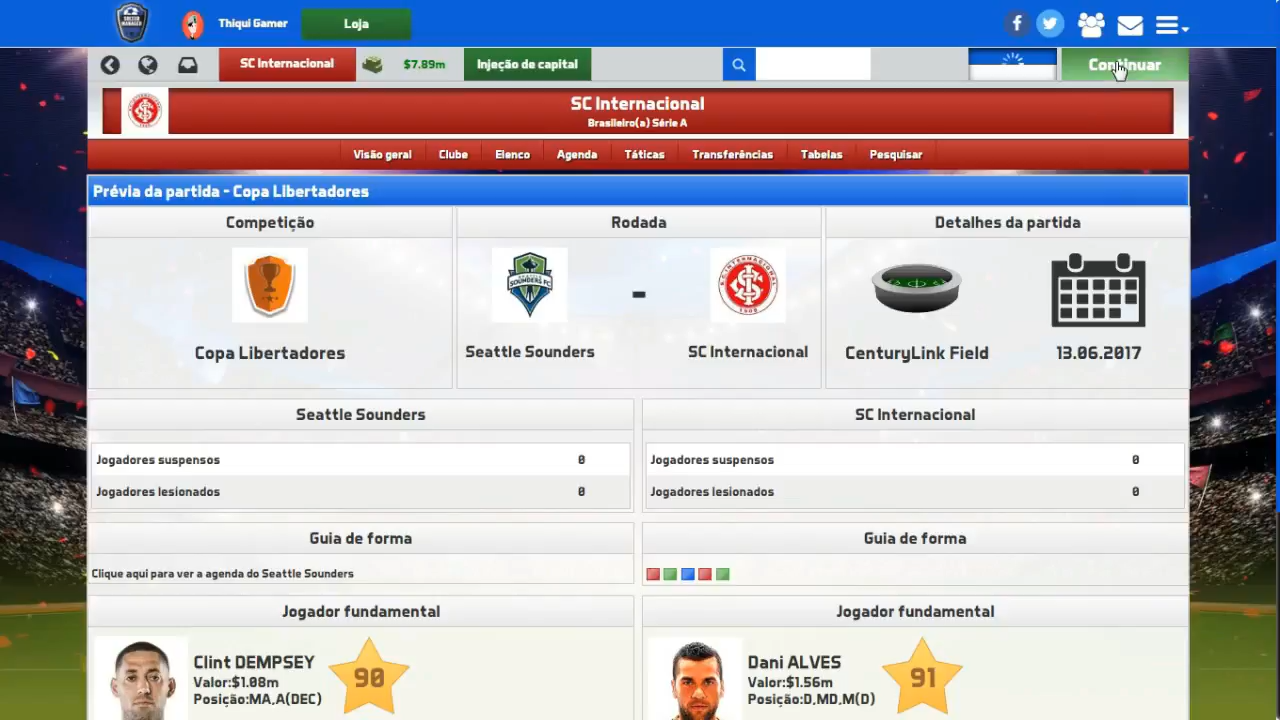 Thiqui Gamer
Loja
SC Internacional
$7.89m
Injeção de capital
Continuar
SC Internacional
Brasileiro(a) Série A
Visão geral
Clube
Elenco
Agenda
Táticas
Transferências
Tabelas
Pesquisar
Prévia da partida - Copa Libertadores
Competição
Rodada
Detalhes da partida
-
Copa Libertadores
Seattle Sounders
SC Internacional
CenturyLink Field
13.06.2017
Seattle Sounders
SC Internacional
Jogadores suspensos 0
Jogadores suspensos 0
Jogadores lesionados 0
Jogadores lesionados 0
Guia de forma
Guia de forma
Clique aqui para ver a agenda do Seattle Sounders
Jogador fundamental
Jogador fundamental
Clint DEMPSEY
Valor:$1.08m
Posição:MA,A(DEC)
90
Dani ALVES
Valor:$1.56m
Posição:D,MD,M(D)
91